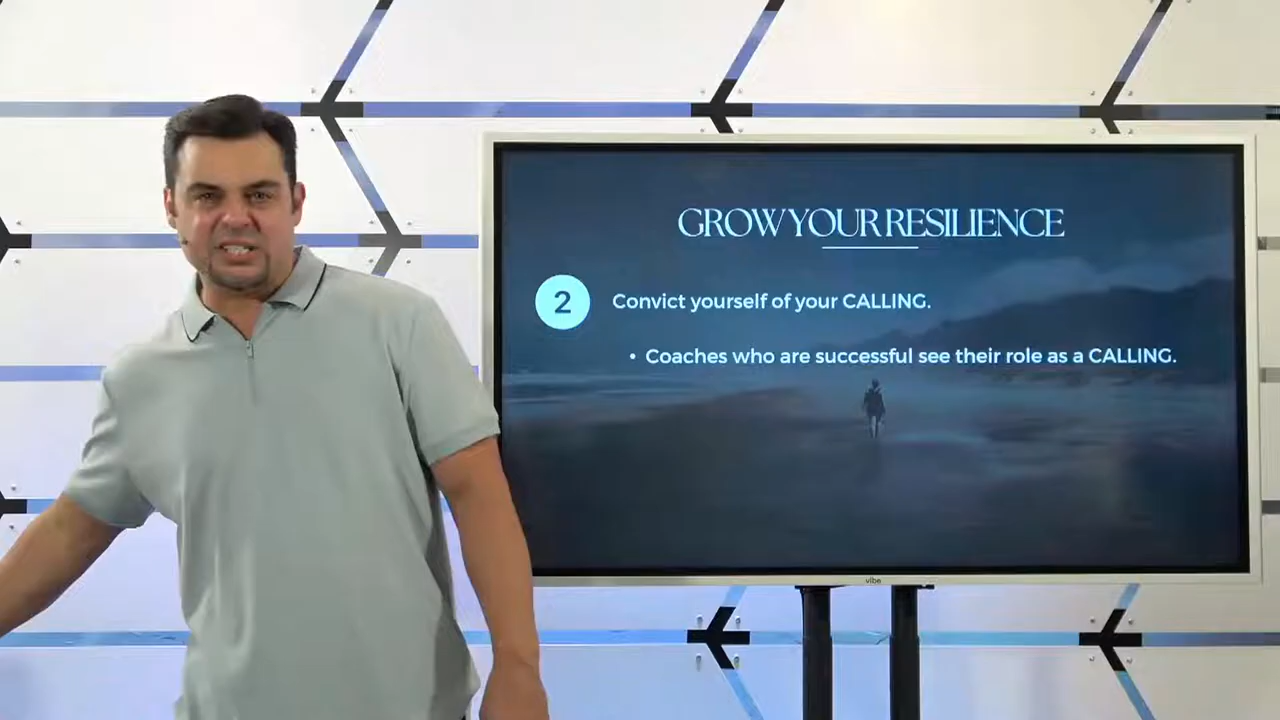 GROW YOUR RESILIENCE
2 Convict yourself of your CALLING.
• Coaches who are successful see their role as a CALLING.
vibe